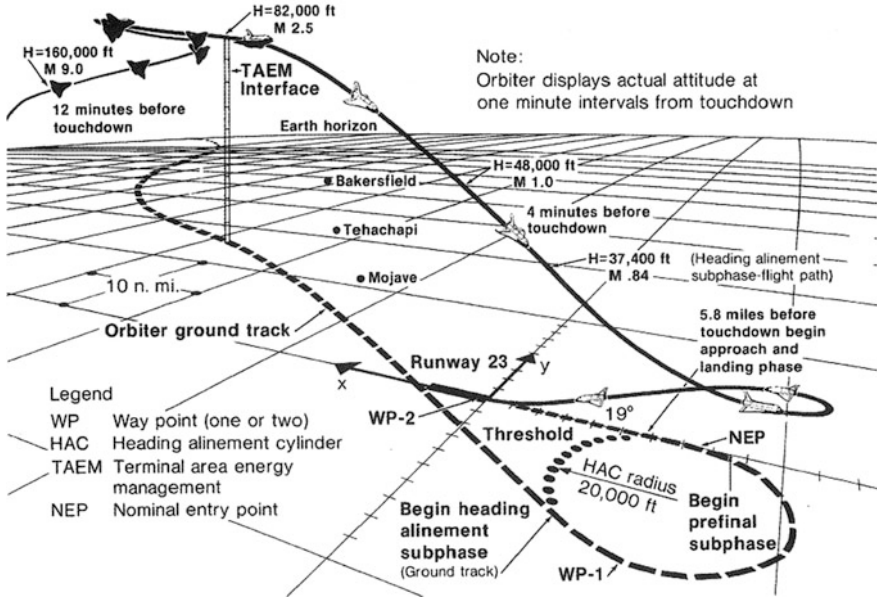 H=82,000 ft
M 2.5
H=160,000 ft
M 9.0
TAEM
Interface
12 minutes before
touchdown
Note:
Orbiter displays actual attitude at
one minute intervals from touchdown
Earth horizon
H=48,000 ft
M 1.0
Bakersfield
4 minutes before
touchdown
Tehachapi
H=37,400 ft
M .84
(Heading alinement
subphase-flight path)
Mojave
10 n. mi.
Orbiter ground track
5.8 miles before
touchdown begin
approach and
landing phase
Runway 23
x
y
Legend
WP Way point (one or two)
HAC Heading alinement cylinder
TAEM Terminal area energy
management
NEP Nominal entry point
WP-2
19°
Threshold
NEP
HAC radius
20,000 ft
Begin heading
alinement
subphase
(Ground track)
Begin
prefinal
subphase
WP-1